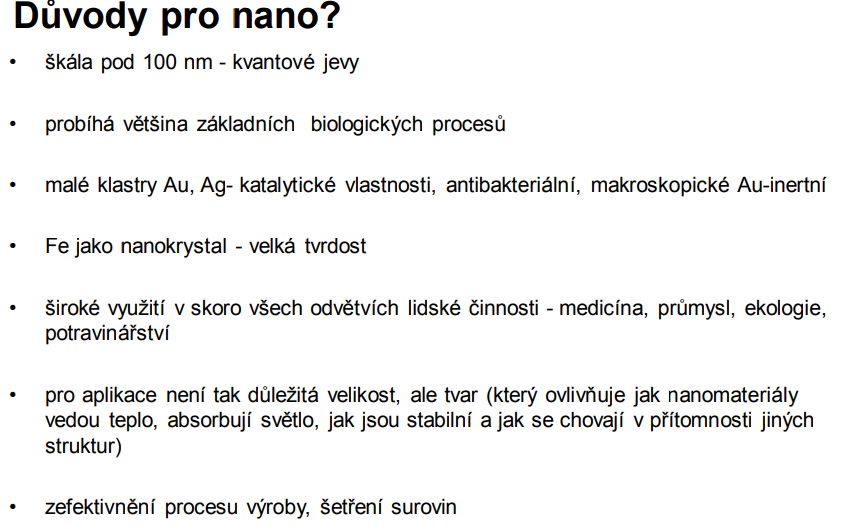 Důvody pro nano?
• škála pod 100 nm - kvantové jevy
• probíhá většina základních biologických procesů
• malé klastry Au, Ag- katalytické vlastnosti, antibakteriální, makroskopické Au-inertní
• Fe jako nanokrystal - velká tvrdost
• široké využití v skoro všech odvětvích lidské činnosti - medicína, průmysl, ekologie,
potravinářství
• pro aplikace není tak důležitá velikost, ale tvar (který ovlivňuje jak nanomateriály
vedou teplo, absorbují světlo, jak jsou stabilní a jak se chovají v přítomnosti jiných
struktur)
• zefektivnění procesu výroby, šetření surovin